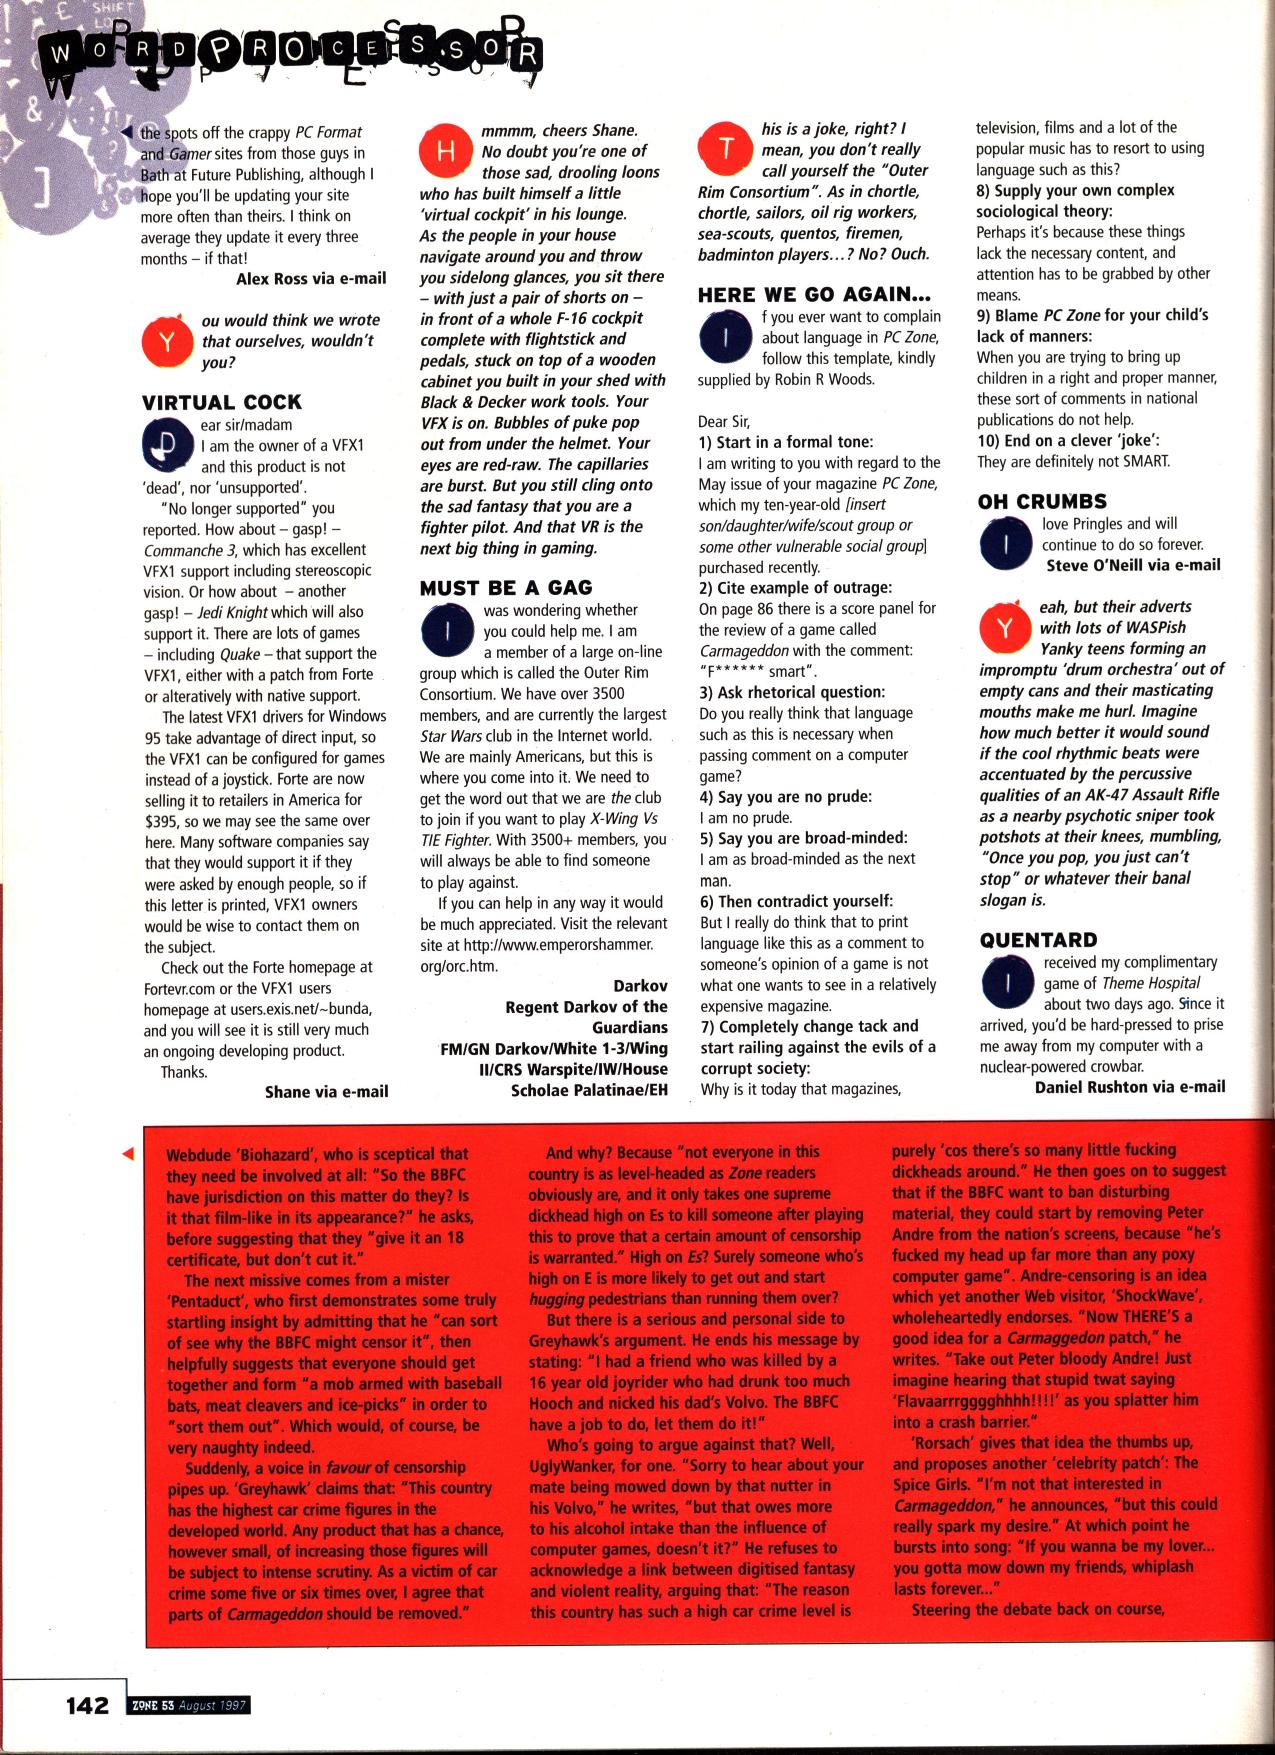 WORDPROCESSOR
the spots off the crappy PC Format
and Gamer sites from those guys in
Bath at Future Publishing, although I
hope you'll be updating your site
more often than theirs. I think on
average they update it every three
months – if that!
Alex Ross via e-mail
You would think we wrote
that ourselves, wouldn't
you?
VIRTUAL COCK
Dear sir/madam
I am the owner of a VFX1
and this product is not
'dead', nor 'unsupported'.
"No longer supported" you
reported. How about – gasp! –
Commanche 3, which has excellent
VFX1 support including stereoscopic
vision. Or how about – another
gasp! – Jedi Knight which will also
support it. There are lots of games
– including Quake – that support the
VFX1, either with a patch from Forte
or alteratively with native support.
The latest VFX1 drivers for Windows
95 take advantage of direct input, so
the VFX1 can be configured for games
instead of a joystick. Forte are now
selling it to retailers in America for
$395, so we may see the same over
here. Many software companies say
that they would support it if they
were asked by enough people, so if
this letter is printed, VFX1 owners
would be wise to contact them on
the subject.
Check out the Forte homepage at
Fortevr.com or the VFX1 users
homepage at users.exis.net/~bunda,
and you will see it is still very much
an ongoing developing product.
Thanks.
Shane via e-mail
Hmmmm, cheers Shane.
No doubt you're one of
those sad, drooling loons
who has built himself a little
'virtual cockpit' in his lounge.
As the people in your house
navigate around you and throw
you sidelong glances, you sit there
– with just a pair of shorts on –
in front of a whole F-16 cockpit
complete with flightstick and
pedals, stuck on top of a wooden
cabinet you built in your shed with
Black & Decker work tools. Your
VFX is on. Bubbles of puke pop
out from under the helmet. Your
eyes are red-raw. The capillaries
are burst. But you still cling onto
the sad fantasy that you are a
fighter pilot. And that VR is the
next big thing in gaming.
MUST BE A GAG
I was wondering whether
you could help me. I am
a member of a large on-line
group which is called the Outer Rim
Consortium. We have over 3500
members, and are currently the largest
Star Wars club in the Internet world.
We are mainly Americans, but this is
where you come into it. We need to
get the word out that we are the club
to join if you want to play X-Wing Vs
TIE Fighter. With 3500+ members, you
will always be able to find someone
to play against.
If you can help in any way it would
be much appreciated. Visit the relevant
site at http://www.emperorshammer.
org/orc.htm.
Darkov
Regent Darkov of the
Guardians
FM/GN Darkov/White 1-3/Wing
II/CRS Warspite/IW/House
Scholae Palatinae/EH
This is a joke, right? I
mean, you don't really
call yourself the "Outer
Rim Consortium". As in chortle,
chortle, sailors, oil rig workers,
sea-scouts, quentos, firemen,
badminton players...? No? Ouch.
HERE WE GO AGAIN...
If you ever want to complain
about language in PC Zone,
follow this template, kindly
supplied by Robin R Woods.
Dear Sir,
1) Start in a formal tone:
I am writing to you with regard to the
May issue of your magazine PC Zone,
which my ten-year-old [insert
son/daughter/wife/scout group or
some other vulnerable social group]
purchased recently.
2) Cite example of outrage:
On page 86 there is a score panel for
the review of a game called
Carmageddon with the comment:
"F****** smart".
3) Ask rhetorical question:
Do you really think that language
such as this is necessary when
passing comment on a computer
game?
4) Say you are no prude:
I am no prude.
5) Say you are broad-minded:
I am as broad-minded as the next
man.
6) Then contradict yourself:
But I really do think that to print
language like this as a comment to
someone's opinion of a game is not
what one wants to see in a relatively
expensive magazine.
7) Completely change tack and
start railing against the evils of a
corrupt society:
Why is it today that magazines,
television, films and a lot of the
popular music has to resort to using
language such as this?
8) Supply your own complex
sociological theory:
Perhaps it's because these things
lack the necessary content, and
attention has to be grabbed by other
means.
9) Blame PC Zone for your child's
lack of manners:
When you are trying to bring up
children in a right and proper manner,
these sort of comments in national
publications do not help.
10) End on a clever 'joke':
They are definitely not SMART.
OH CRUMBS
I love Pringles and will
continue to do so forever.
Steve O'Neill via e-mail
Yeah, but their adverts
with lots of WASPish
Yanky teens forming an
impromptu 'drum orchestra' out of
empty cans and their masticating
mouths make me hurl. Imagine
how much better it would sound
if the cool rhythmic beats were
accentuated by the percussive
qualities of an AK-47 Assault Rifle
as a nearby psychotic sniper took
potshots at their knees, mumbling,
"Once you pop, you just can't
stop" or whatever their banal
slogan is.
QUENTARD
I received my complimentary
game of Theme Hospital
about two days ago. Since it
arrived, you'd be hard-pressed to prise
me away from my computer with a
nuclear-powered crowbar.
Daniel Rushton via e-mail
Webdude 'Biohazard', who is sceptical that
they need be involved at all: "So the BBFC
have jurisdiction on this matter do they? Is
it that film-like in its appearance?" he asks,
before suggesting that they "give it an 18
certificate, but don't cut it."
The next missive comes from a mister
'Pentaduct', who first demonstrates some truly
startling insight by admitting that he "can sort
of see why the BBFC might censor it", then
helpfully suggests that everyone should get
together and form "a mob armed with baseball
bats, meat cleavers and ice-picks" in order to
"sort them out". Which would, of course, be
very naughty indeed.
Suddenly, a voice in favour of censorship
pipes up. 'Greyhawk' claims that: "This country
has the highest car crime figures in the
developed world. Any product that has a chance,
however small, of increasing those figures will
be subject to intense scrutiny. As a victim of car
crime some five or six times over, I agree that
parts of Carmageddon should be removed."
And why? Because "not everyone in this
country is as level-headed as Zone readers
obviously are, and it only takes one supreme
dickhead high on Es to kill someone after playing
this to prove that a certain amount of censorship
is warranted." High on Es? Surely someone who's
high on E is more likely to get out and start
hugging pedestrians than running them over?
But there is a serious and personal side to
Greyhawk's argument. He ends his message by
stating: "I had a friend who was killed by a
16 year old joyrider who had drunk too much
Hooch and nicked his dad's Volvo. The BBFC
have a job to do, let them do it!"
Who's going to argue against that? Well,
UglyWanker, for one. "Sorry to hear about your
mate being mowed down by that nutter in
his Volvo," he writes, "but that owes more
to his alcohol intake than the influence of
computer games, doesn't it?" He refuses to
acknowledge a link between digitised fantasy
and violent reality, arguing that: "The reason
this country has such a high car crime level is
purely 'cos there's so many little fucking
dickheads around." He then goes on to suggest
that if the BBFC want to ban disturbing
material, they could start by removing Peter
Andre from the nation's screens, because "he's
fucked my head up far more than any poxy
computer game". Andre-censoring is an idea
which yet another Web visitor, 'ShockWave',
wholeheartedly endorses. "Now THERE'S a
good idea for a Carmaggedon patch," he
writes. "Take out Peter bloody Andre! Just
imagine hearing that stupid twat saying
'Flavaarrrgggghhhh!!!!' as you splatter him
into a crash barrier."
'Rorsach' gives that idea the thumbs up,
and proposes another 'celebrity patch': The
Spice Girls. "I'm not that interested in
Carmageddon," he announces, "but this could
really spark my desire." At which point he
bursts into song: "If you wanna be my lover...
you gotta mow down my friends, whiplash
lasts forever..."
Steering the debate back on course,
142
ZONE 53 August 1997